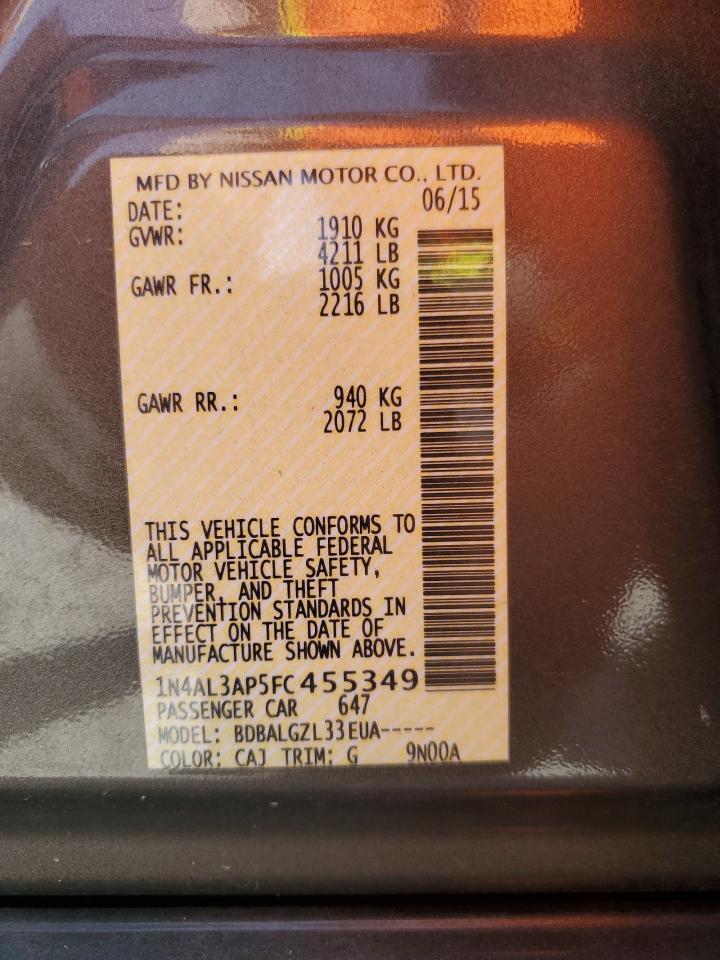 MFD BY NISSAN MOTOR CO., LTD.
DATE: 06/15
GVWR: 1910 KG
4211 LB
GAWR FR.: 1005 KG
2216 LB
GAWR RR.: 940 KG
2072 LB
THIS VEHICLE CONFORMS TO
ALL APPLICABLE FEDERAL
MOTOR VEHICLE SAFETY,
BUMPER, AND THEFT
PREVENTION STANDARDS IN
EFFECT ON THE DATE OF
MANUFACTURE SHOWN ABOVE.
1N4AL3AP5FC455349
PASSENGER CAR 647
MODEL: BDBALGZL33EUA-----
COLOR: CAJ TRIM: G 9N00A